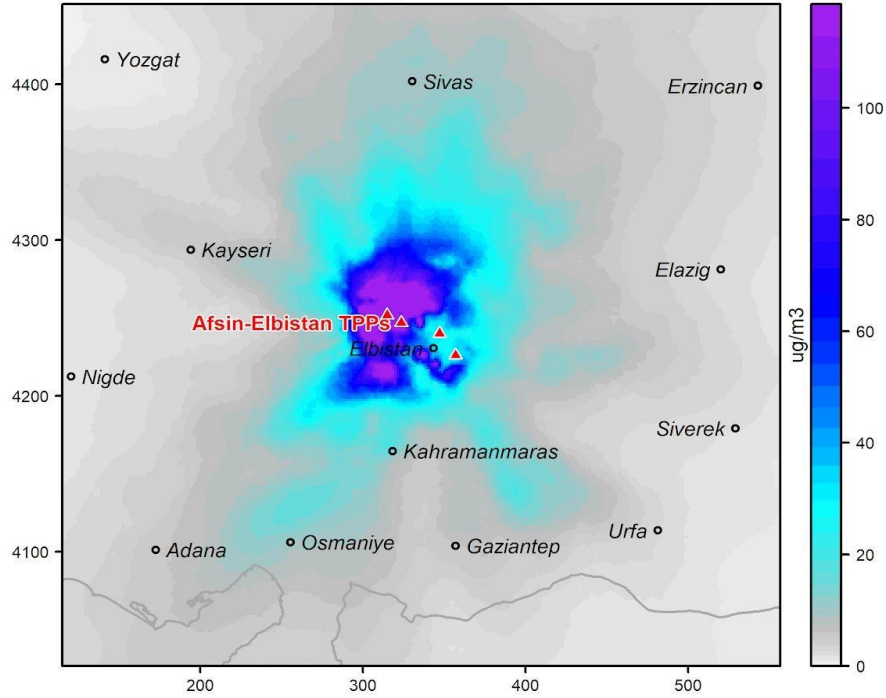 4400
4300
4200
4100
200
300
400
500
Yozgat
Sivas
Erzincan
Kayseri
Elazig
Afsin-Elbistan TPPs
Elbistan
Nigde
Siverek
Kahramanmaras
Urfa
Osmaniye
Gaziantep
Adana
100
80
60
40
20
0
ug/m3